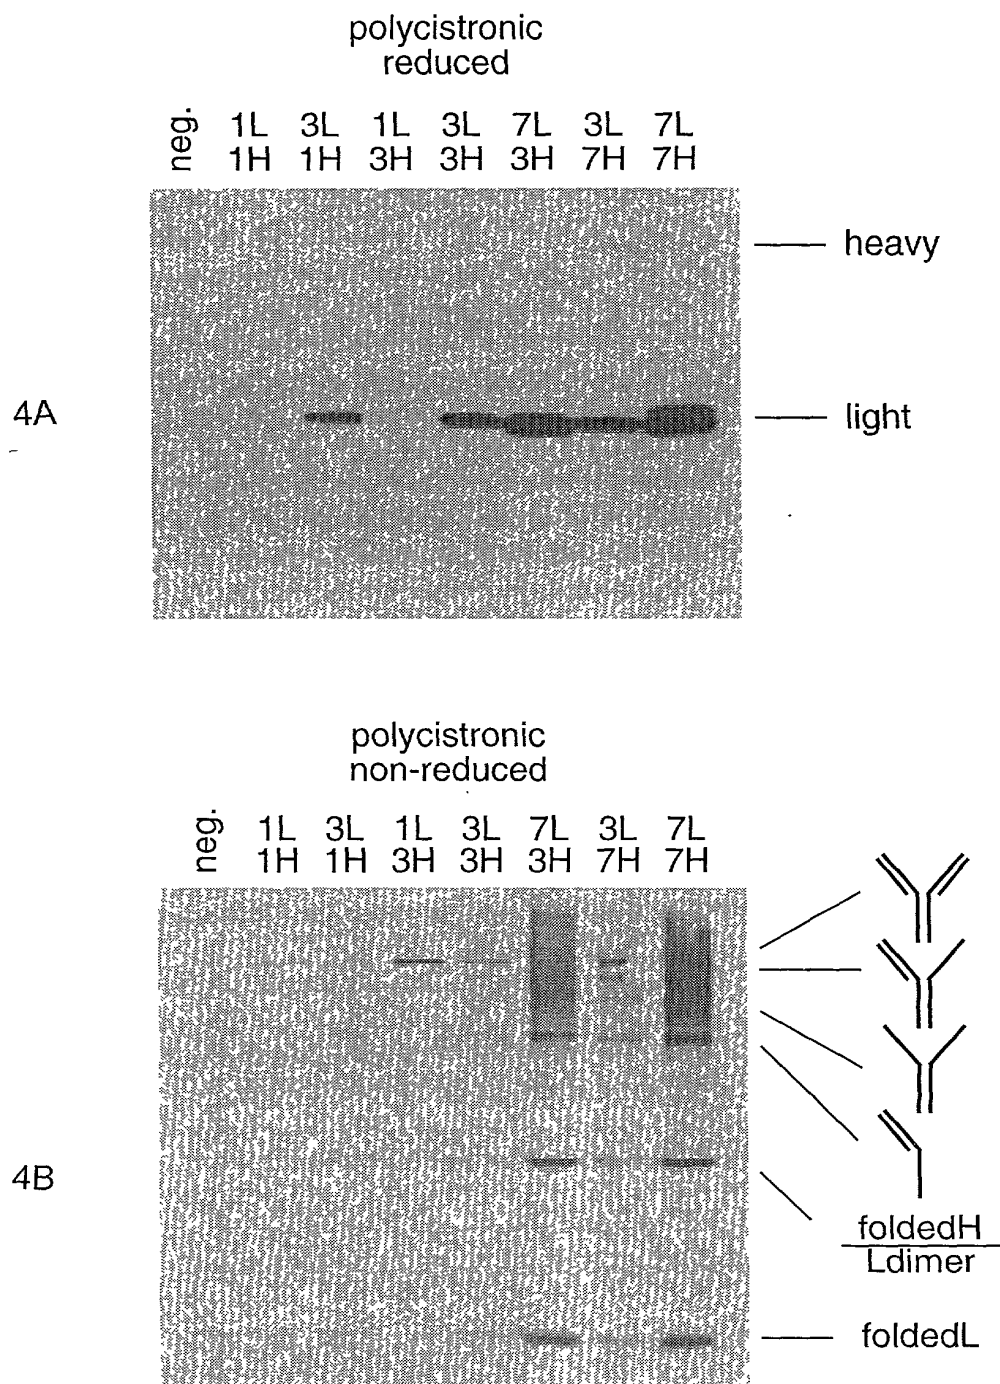 polycistronic
reduced
neg. 1L 3L 1L 3L 7L 3L 7L
1H 1H 3H 3H 3H 7H 7H
heavy
4A
light
polycistronic
non-reduced
neg. 1L 3L 1L 3L 7L 3L 7L
1H 1H 3H 3H 3H 7H 7H
4B
foldedH
Ldimer
foldedL